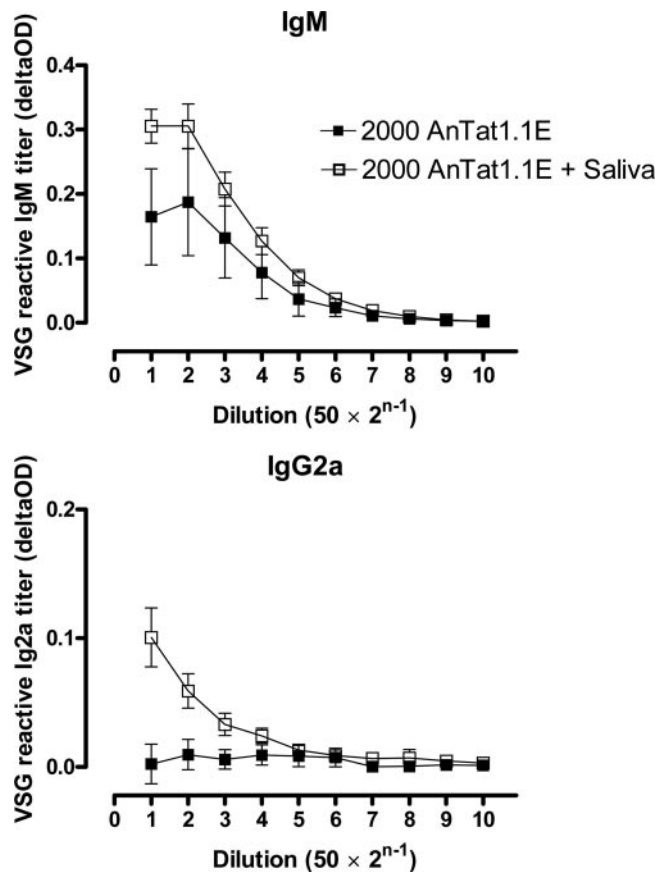 IgM
VSG reactive IgM titer (deltaOD)
0.4
0.3
0.2
0.1
0.0
2000 AnTat1.1E
2000 AnTat1.1E + Saliva
0 1 2 3 4 5 6 7 8 9 10
Dilution (50 × 2ⁿ⁻¹)
IgG2a
VSG reactive Ig2a titer (deltaOD)
0.2
0.1
0.0
0 1 2 3 4 5 6 7 8 9 10
Dilution (50 × 2ⁿ⁻¹)